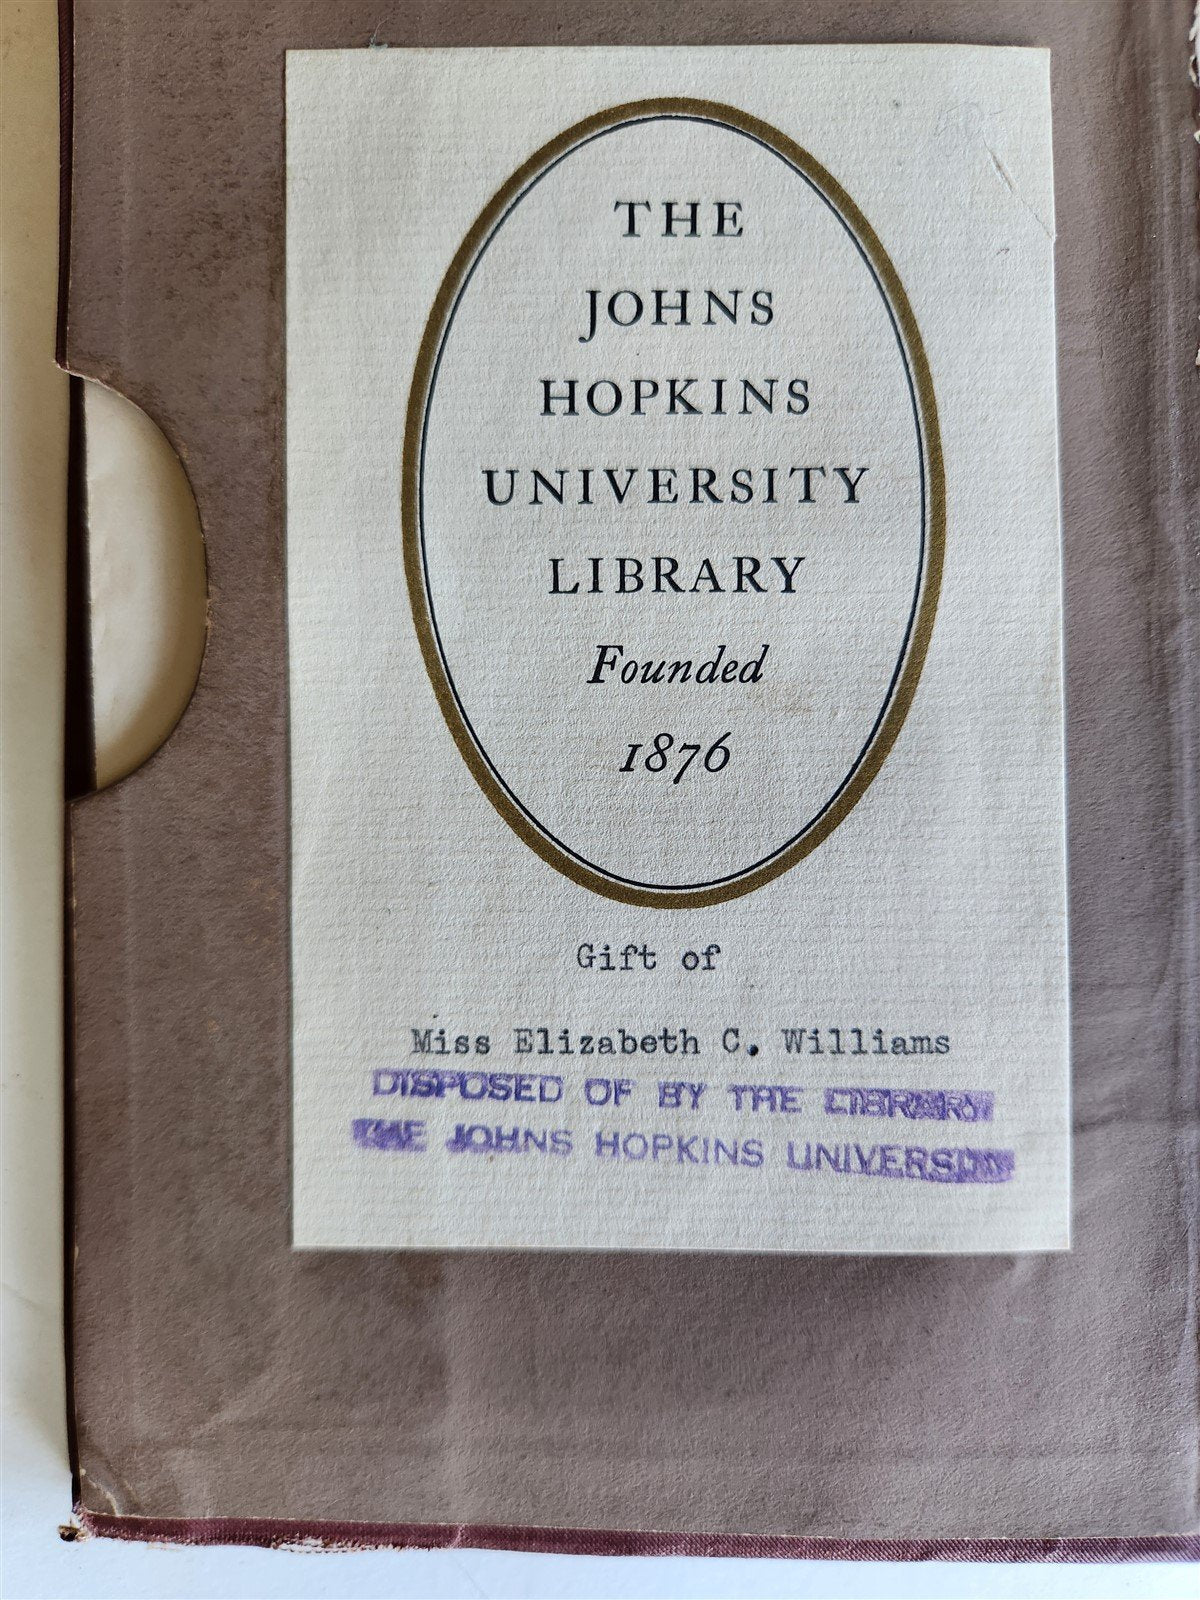 THE
JOHNS
HOPKINS
UNIVERSITY
LIBRARY
Founded
1876
Gift of
Miss Elizabeth C. Williams
DISPOSED OF BY THE LIBRARY
THE JOHNS HOPKINS UNIVERSITY